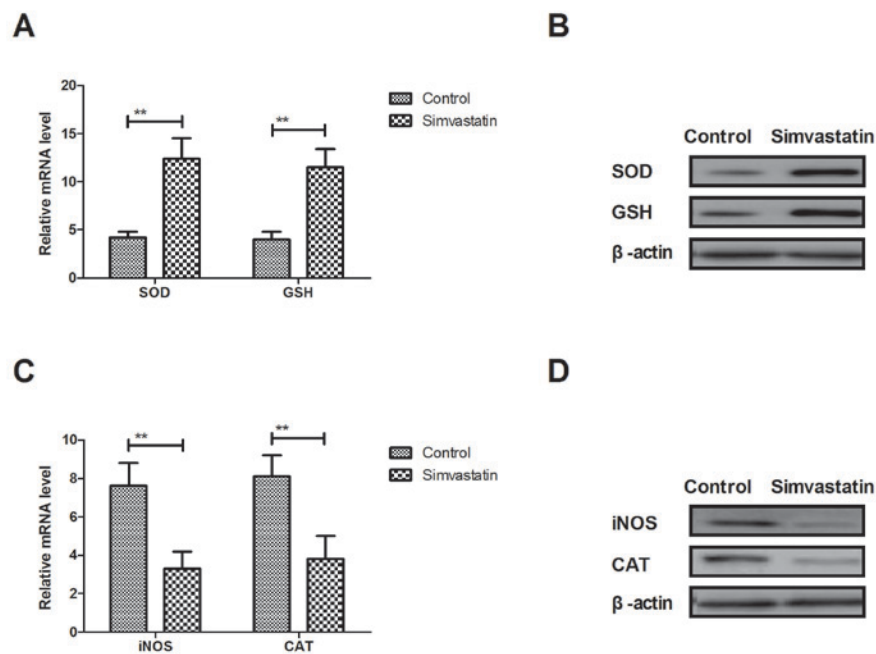 A
B
20
15
10
5
0
Relative mRNA level
**
**
SOD
GSH
Control
Simvastatin
Control Simvastatin
SOD
GSH
β-actin
C
D
10
8
6
4
2
0
Relative mRNA level
**
**
iNOS
CAT
Control
Simvastatin
Control Simvastatin
iNOS
CAT
β-actin